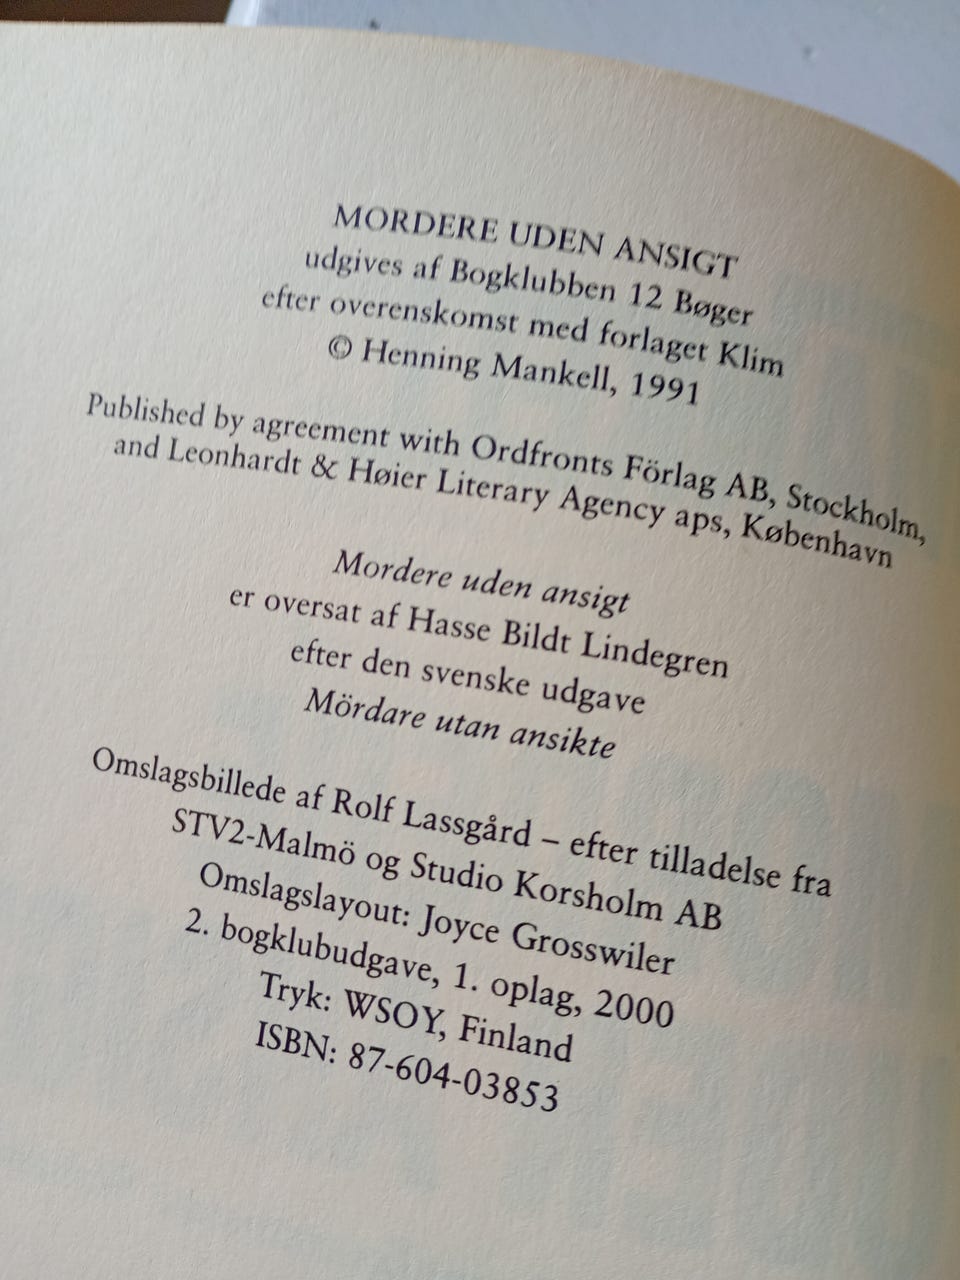 MORDERE UDEN ANSIGT
udgives af Bogklubben 12 Bøger
efter overenskomst med forlaget Klim
© Henning Mankell, 1991
Published by agreement with Ordfronts Förlag AB, Stockholm,
and Leonhardt & Høier Literary Agency aps, København
Mordere uden ansigt
er oversat af Hasse Bildt Lindegren
efter den svenske udgave
Mördare utan ansikte
Omslagsbillede af Rolf Lassgård – efter tilladelse fra
STV2-Malmö og Studio Korsholm AB
Omslagslayout: Joyce Grosswiler
2. bogklubudgave, 1. oplag, 2000
Tryk: WSOY, Finland
ISBN: 87-604-03853